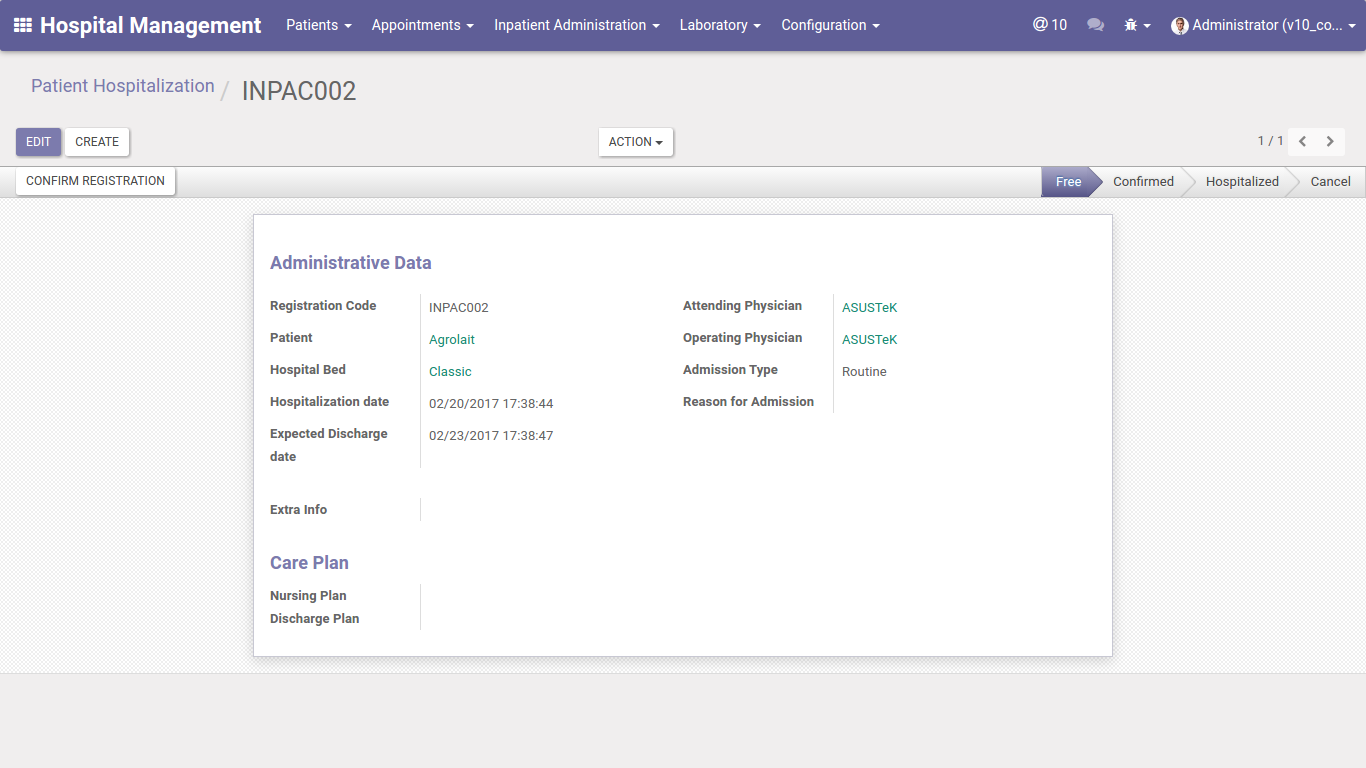 Hospital Management Patients Appointments Inpatient Administration Laboratory Configuration @ 10 Administrator (v10_co...
Patient Hospitalization / INPAC002
EDIT CREATE ACTION 1 / 1
CONFIRM REGISTRATION Free Confirmed Hospitalized Cancel
Administrative Data
Registration Code INPAC002 Attending Physician ASUSTeK
Patient Agrolait Operating Physician ASUSTeK
Hospital Bed Classic Admission Type Routine
Hospitalization date 02/20/2017 17:38:44 Reason for Admission
Expected Discharge 02/23/2017 17:38:47
date
Extra Info
Care Plan
Nursing Plan
Discharge Plan